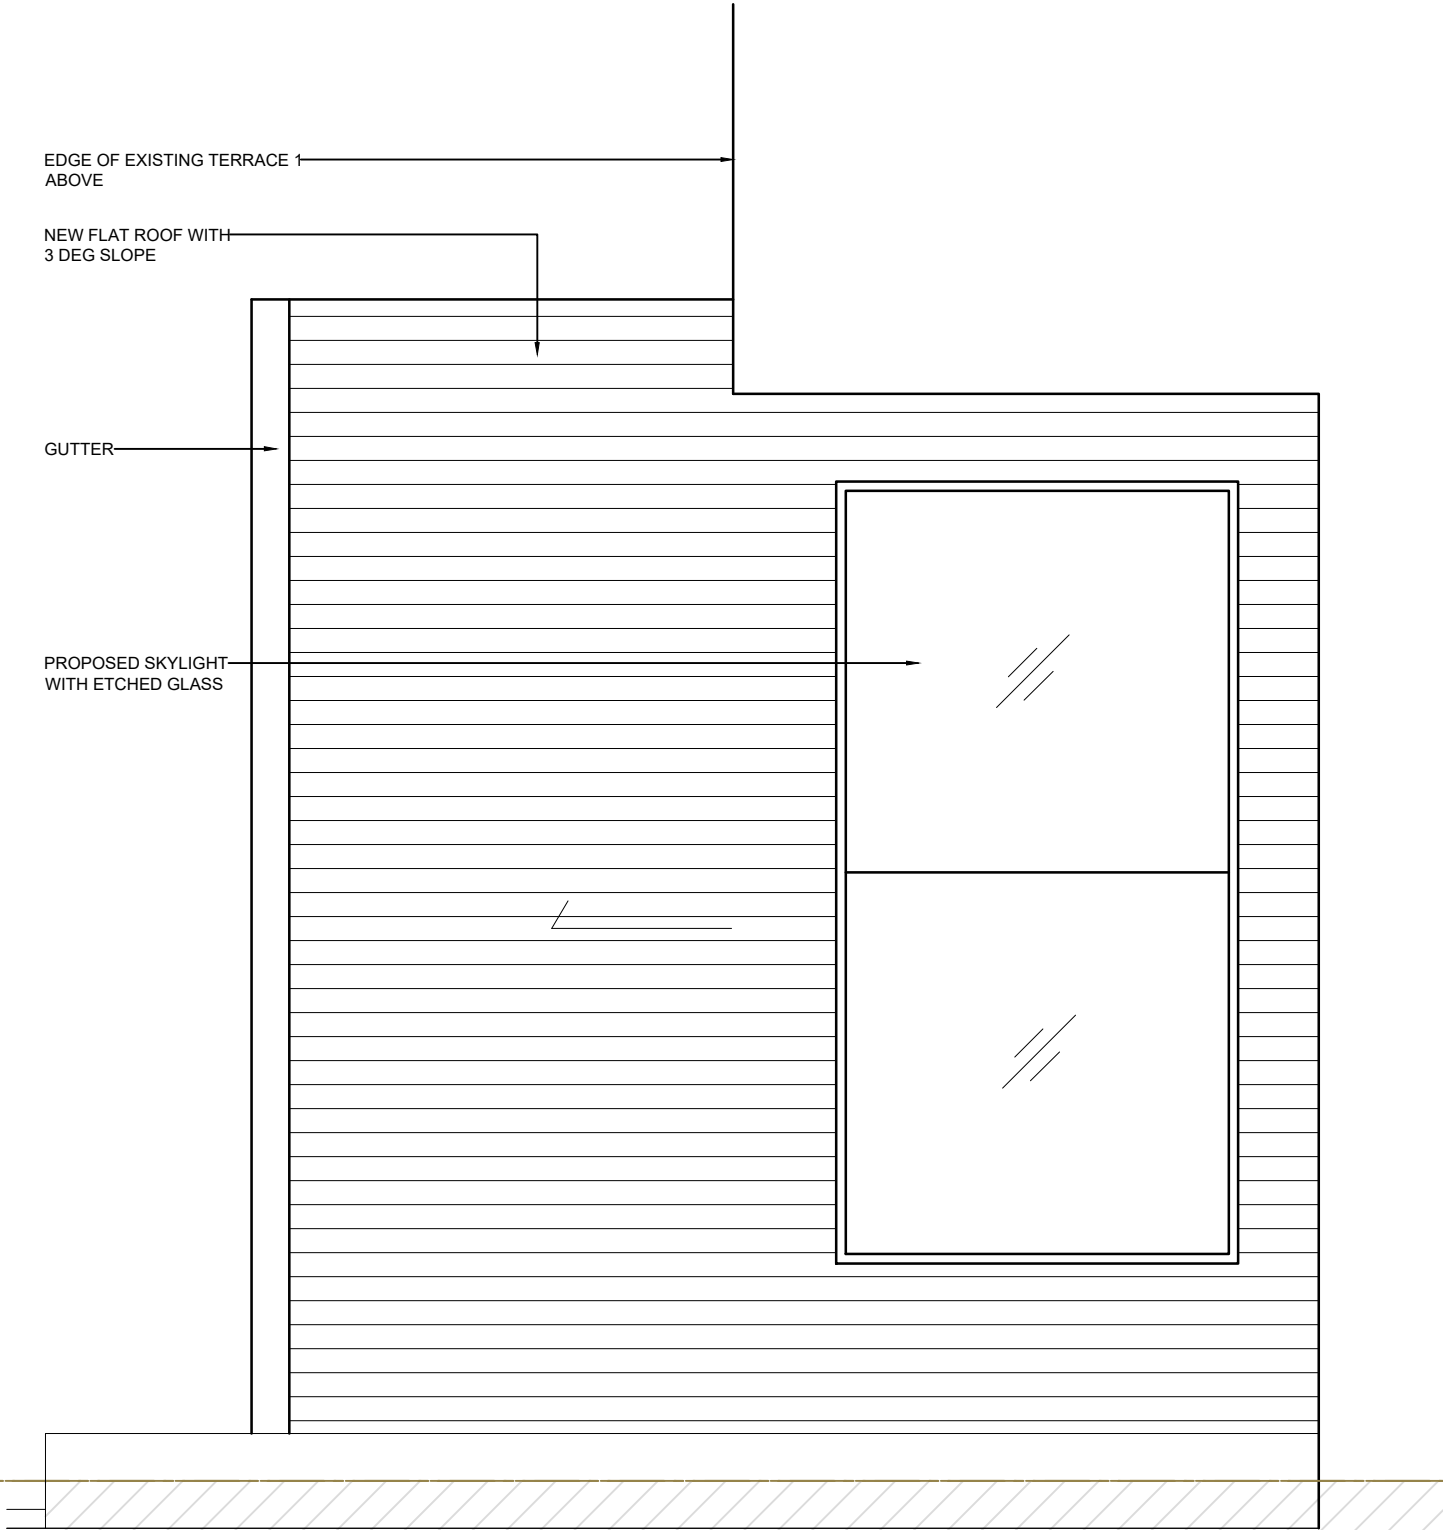 EDGE OF EXISTING TERRACE 1
ABOVE
NEW FLAT ROOF WITH
3 DEG SLOPE
GUTTER
PROPOSED SKYLIGHT
WITH ETCHED GLASS